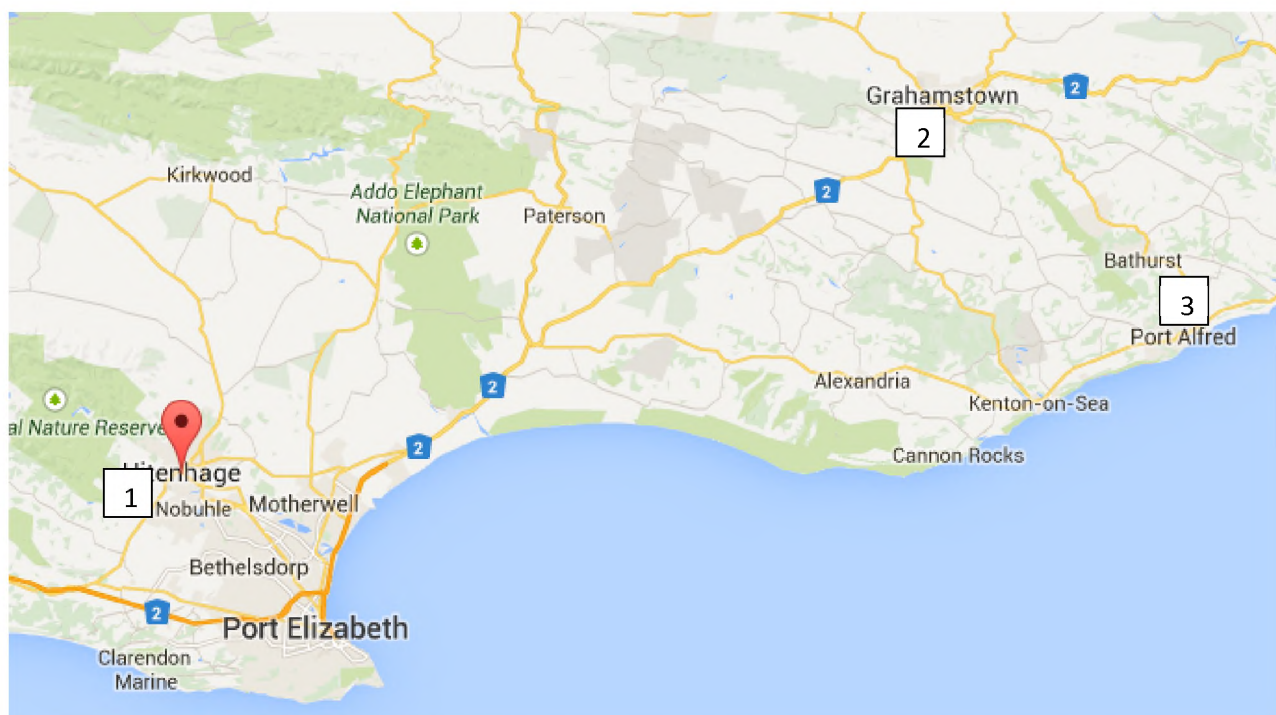 Grahamstown
2
2
Kirkwood
Addo Elephant
National Park
2
Paterson
Bathurst
3
Port Alfred
2
Alexandria
Kenton-on-Sea
al Nature Reserve
2
Cannon Rocks
Uitenhage
1
Nobuhle
Motherwell
Bethelsdorp
2
Port Elizabeth
Clarendon
Marine